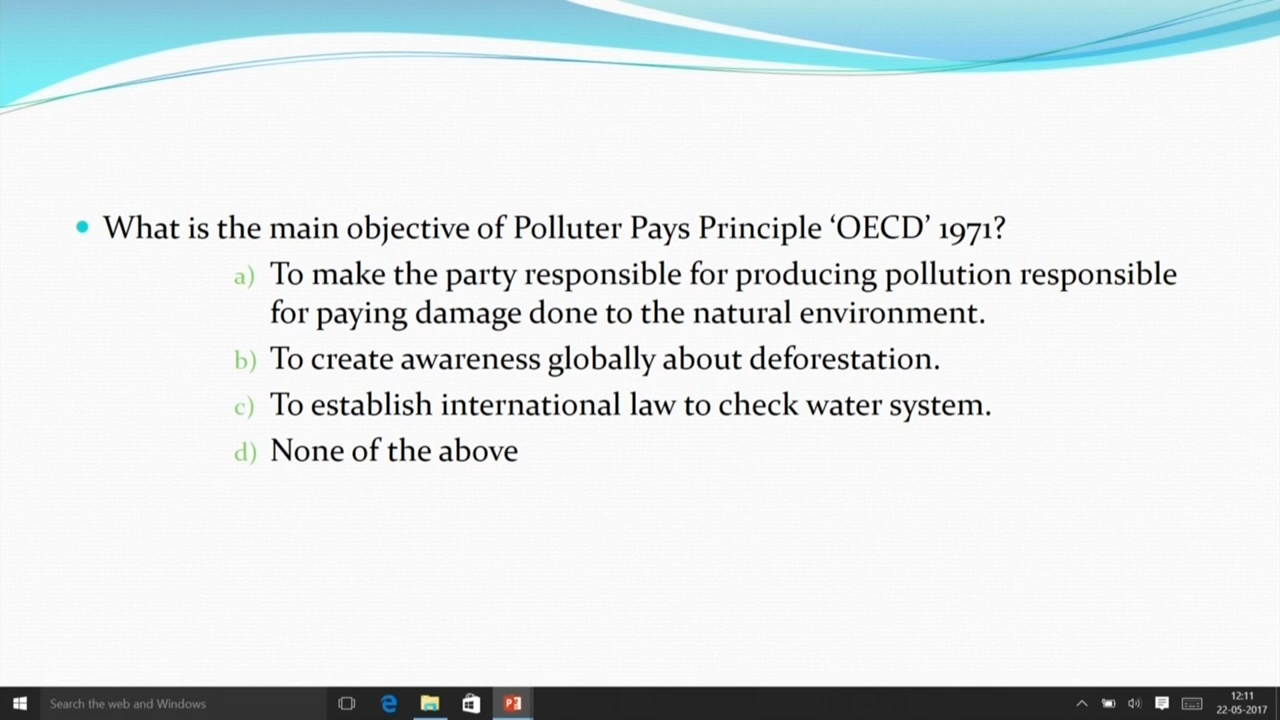 • What is the main objective of Polluter Pays Principle ‘OECD’ 1971?
a) To make the party responsible for producing pollution responsible
for paying damage done to the natural environment.
b) To create awareness globally about deforestation.
c) To establish international law to check water system.
d) None of the above
Search the web and Windows
12:11
22-05-2017